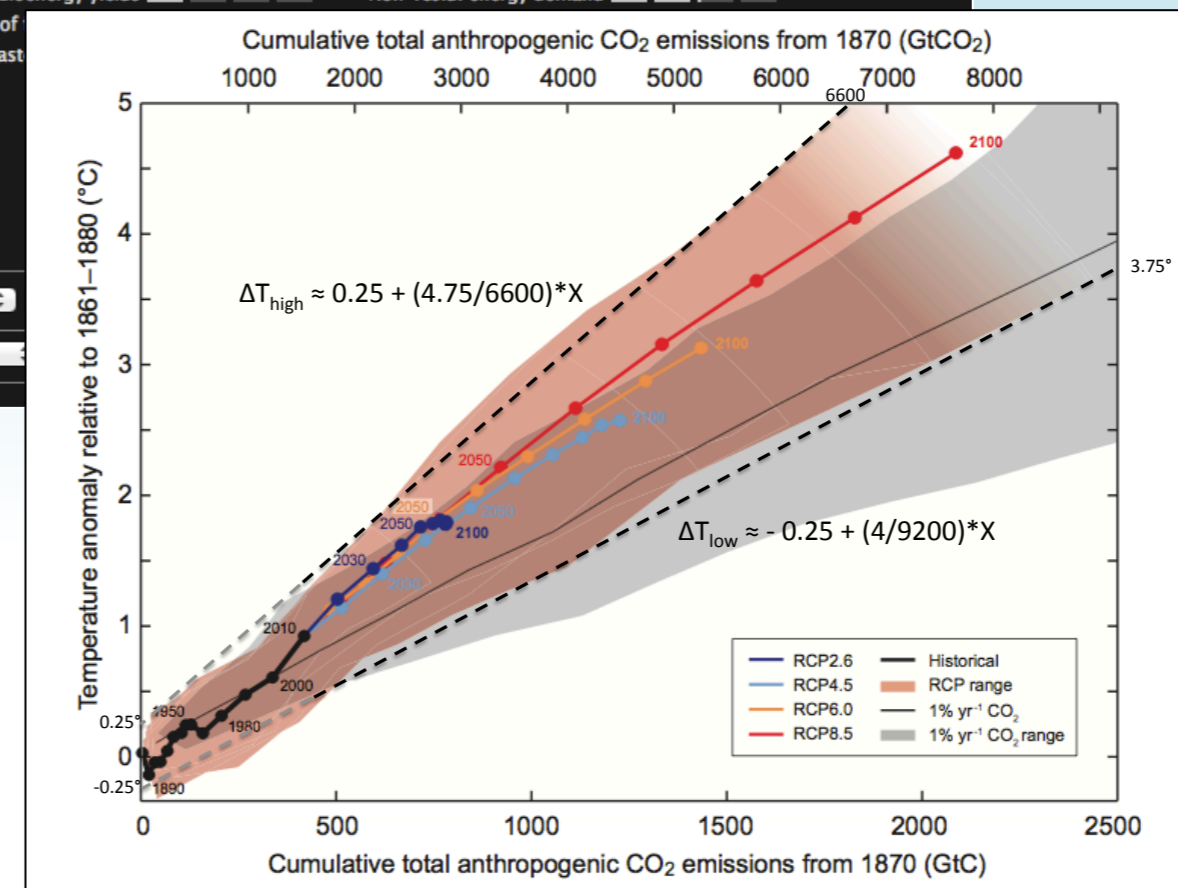 of
Cumulative total anthropogenic CO₂ emissions from 1870 (GtCO₂)
1000 2000 3000 4000 5000 6000 7000 8000
6600
5
4
3
2
1
0
Temperature anomaly relative to 1861–1880 (°C)
0.25°
-0.25°
3.75°
ΔThigh ≈ 0.25 + (4.75/6600)*X
ΔTlow ≈ - 0.25 + (4/9200)*X
2100
2100
2100
2100
2050
2050
2050
2050
2030
2030
2010
2000
1980
1950
1890
RCP2.6
RCP4.5
RCP6.0
RCP8.5
Historical
RCP range
1% yr⁻¹ CO₂
1% yr⁻¹ CO₂ range
0 500 1000 1500 2000 2500
Cumulative total anthropogenic CO₂ emissions from 1870 (GtC)